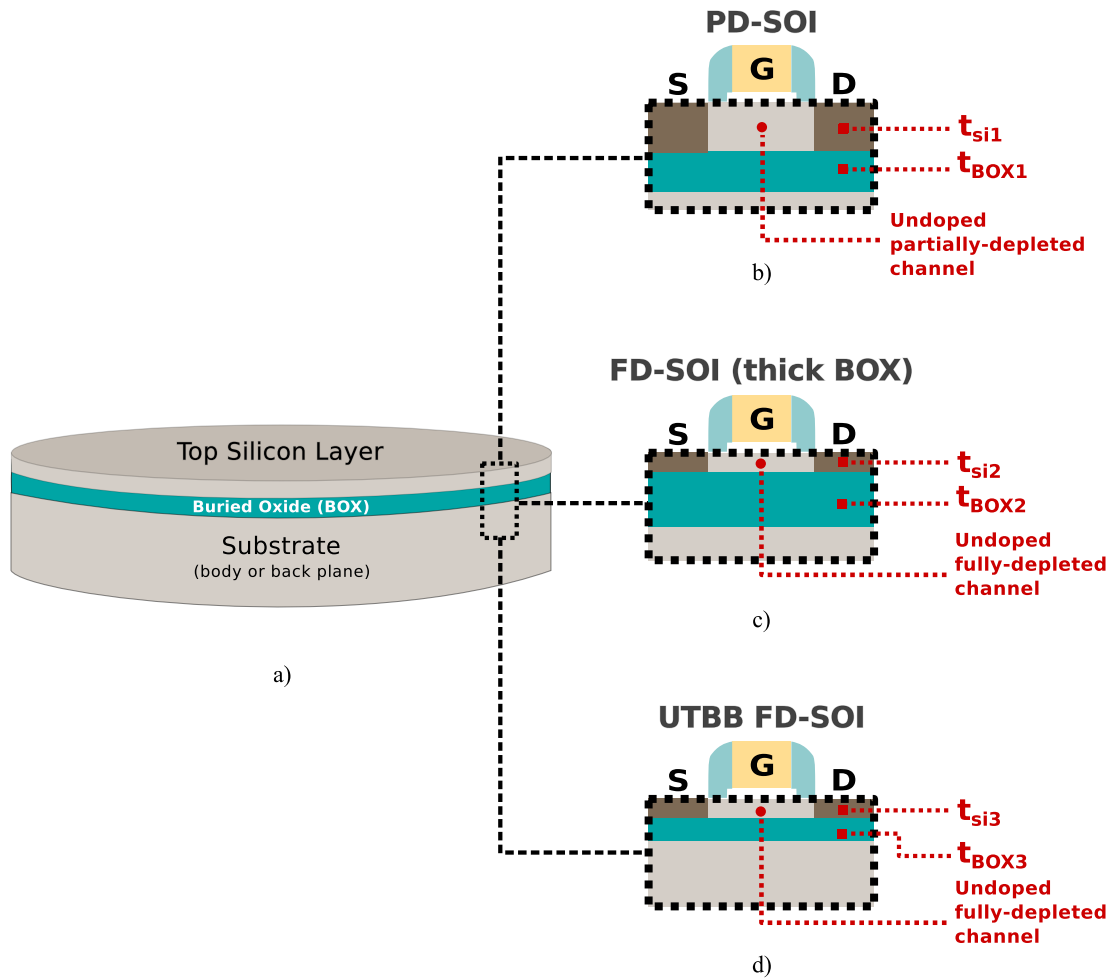 PD-SOI
G
S
D
tsi1
tBOX1
Undoped
partially-depleted
channel
b)
Top Silicon Layer
Buried Oxide (BOX)
Substrate
(body or back plane)
a)
FD-SOI (thick BOX)
G
S
D
tsi2
tBOX2
Undoped
fully-depleted
channel
c)
UTBB FD-SOI
G
S
D
tsi3
tBOX3
Undoped
fully-depleted
channel
d)